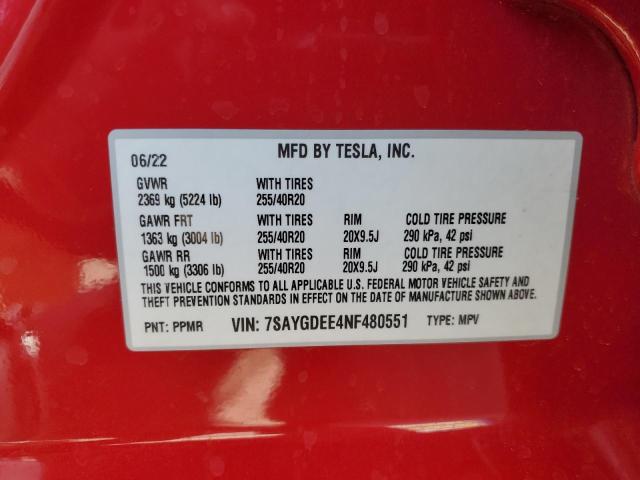 06/22 MFD BY TESLA, INC.
GVWR WITH TIRES
2369 kg (5224 lb) 255/40R20
GAWR FRT WITH TIRES RIM COLD TIRE PRESSURE
1363 kg (3004 lb) 255/40R20 20X9.5J 290 kPa, 42 psi
GAWR RR WITH TIRES RIM COLD TIRE PRESSURE
1500 kg (3306 lb) 255/40R20 20X9.5J 290 kPa, 42 psi
THIS VEHICLE CONFORMS TO ALL APPLICABLE U.S. FEDERAL MOTOR VEHICLE SAFETY AND
THEFT PREVENTION STANDARDS IN EFFECT ON THE DATE OF MANUFACTURE SHOWN ABOVE.
PNT: PPMR VIN: 7SAYGDEE4NF480551 TYPE: MPV